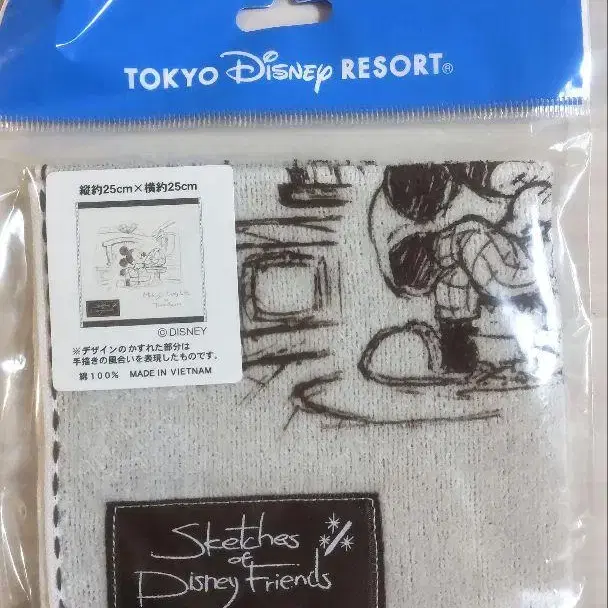 TOKYO Disney RESORT®
縦約25cm×横約25cm
© DISNEY
※デザインのかすれた部分は
手描きの風合いを表現したものです。
綿100% MADE IN VIETNAM
Sketches
of
Disney Friends